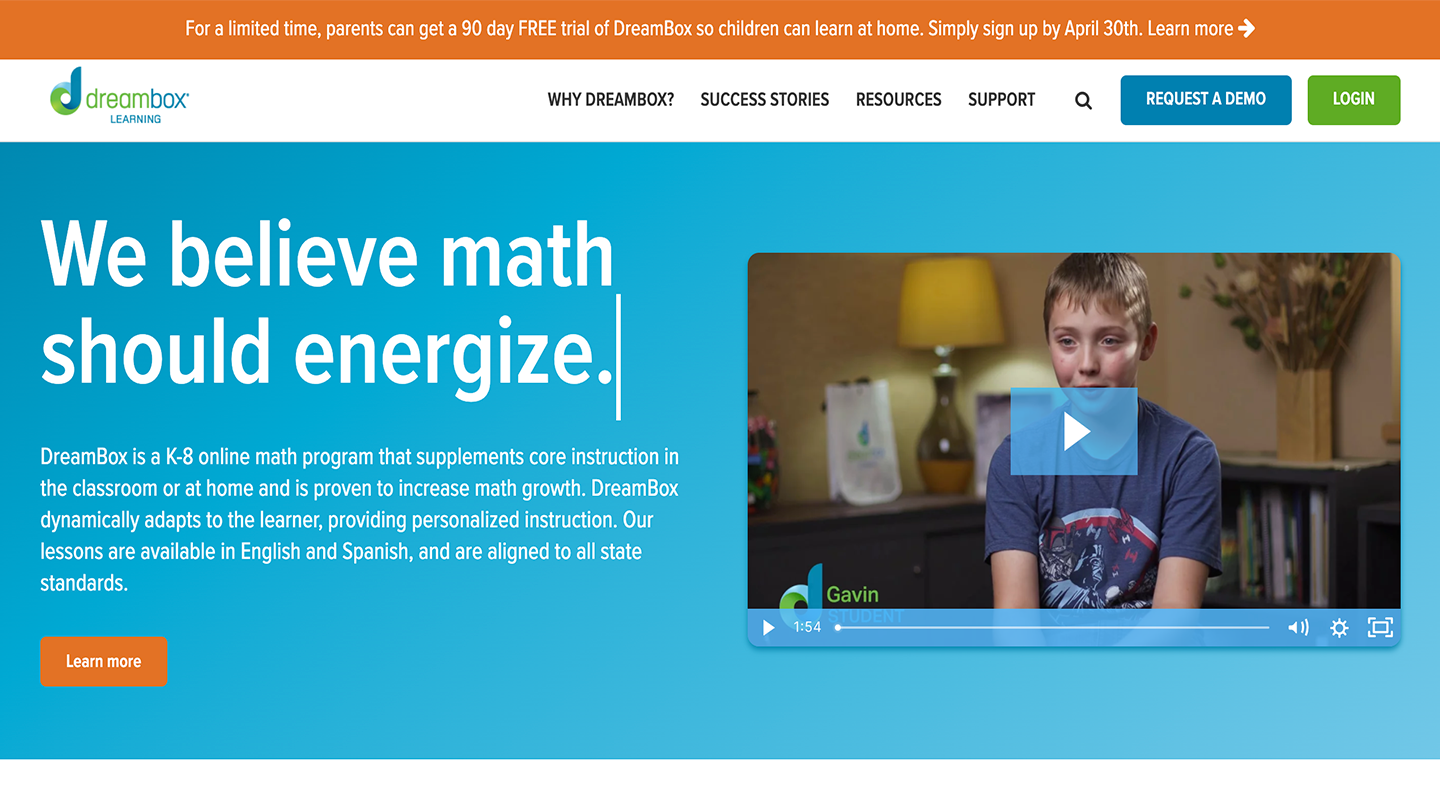 For a limited time, parents can get a 90 day FREE trial of DreamBox so children can learn at home. Simply sign up by April 30th. Learn more
dreambox
LEARNING
WHY DREAMBOX?
SUCCESS STORIES
RESOURCES
SUPPORT
REQUEST A DEMO
LOGIN
We believe math
should energize.
DreamBox is a K-8 online math program that supplements core instruction in
the classroom or at home and is proven to increase math growth. DreamBox
dynamically adapts to the learner, providing personalized instruction. Our
lessons are available in English and Spanish, and are aligned to all state
standards.
Learn more
Gavin
STUDENT
1:54